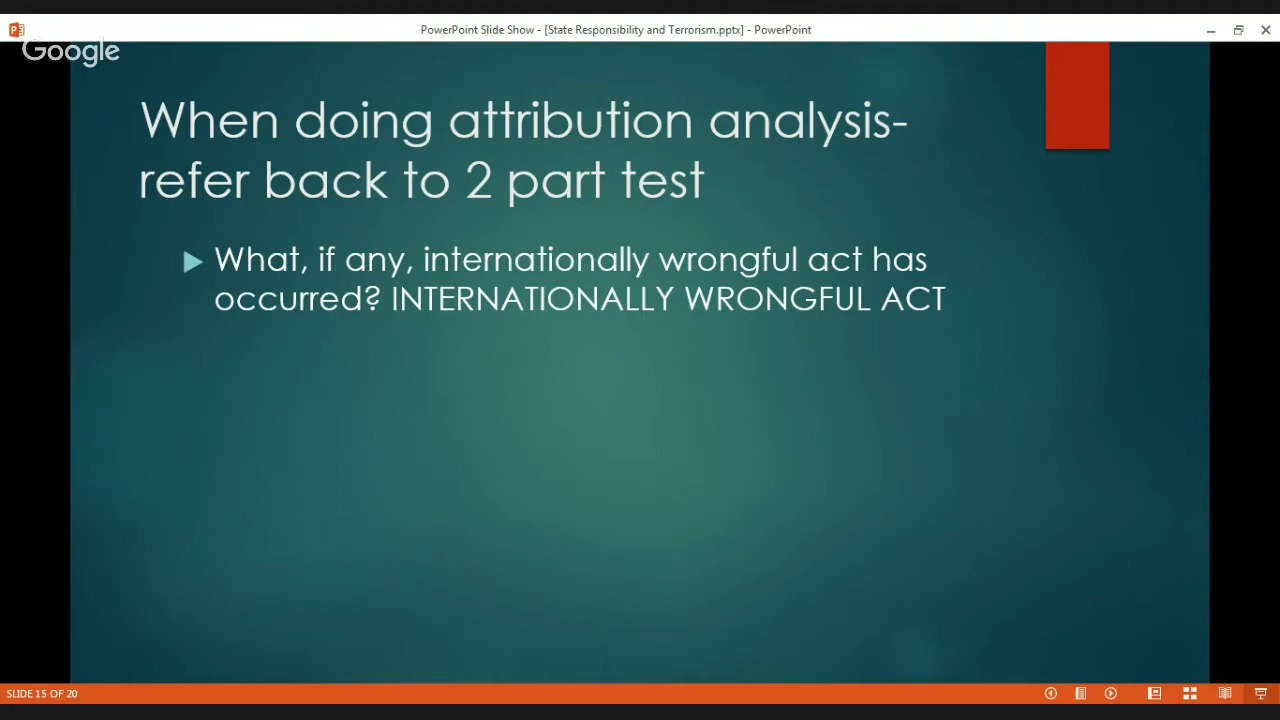 PowerPoint Slide Show - [State Responsibility and Terrorism.pptx] - PowerPoint
Google
When doing attribution analysis-
refer back to 2 part test
What, if any, internationally wrongful act has
occurred? INTERNATIONALLY WRONGFUL ACT
SLIDE 15 OF 20